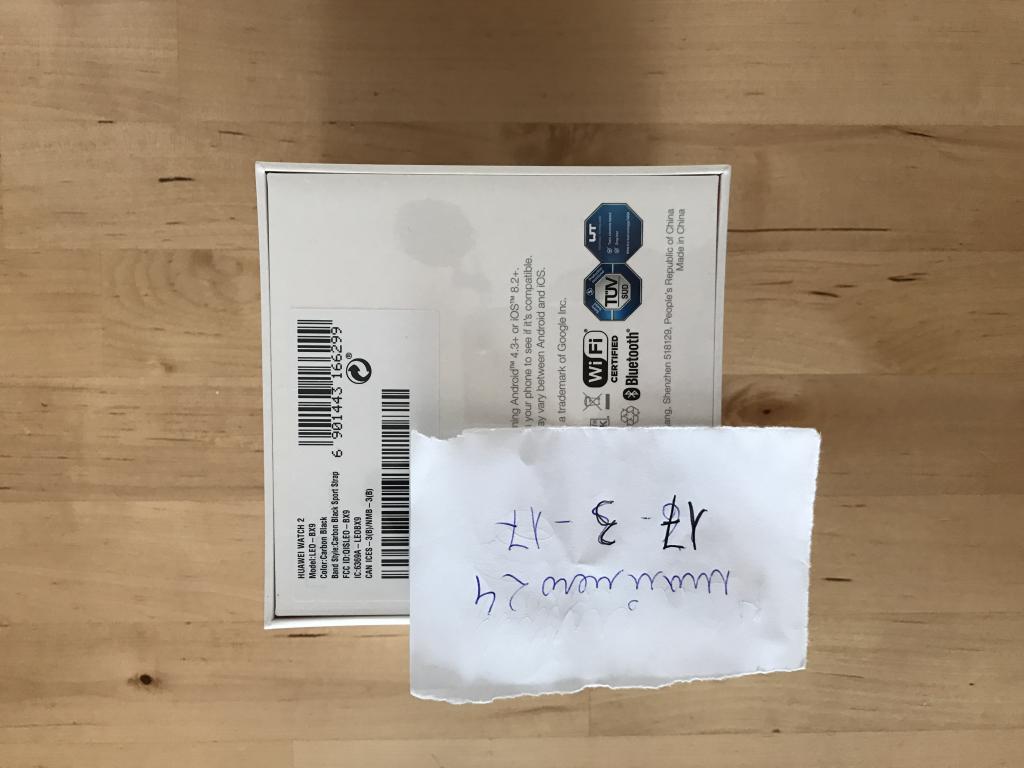 6 901443 166299
HUAWEI WATCH 2
Model:LEO-BX9
Color:Carbon Black
Band Style:Carbon Black Sport Strap
FCC ID:QISLEO-BX9
IC:6369A-LEOBX9
CAN ICES-3(B)/NMB-3(B)
Android™ 4.3+ or iOS™ 8.2+.
your phone to see if it's compatible.
vary between Android and iOS.
a trademark of Google Inc.
Wi Fi
CERTIFIED
Bluetooth®
TÜV
SÜD
Shenzhen 518129, People's Republic of China
Made in China
17-3-17
24